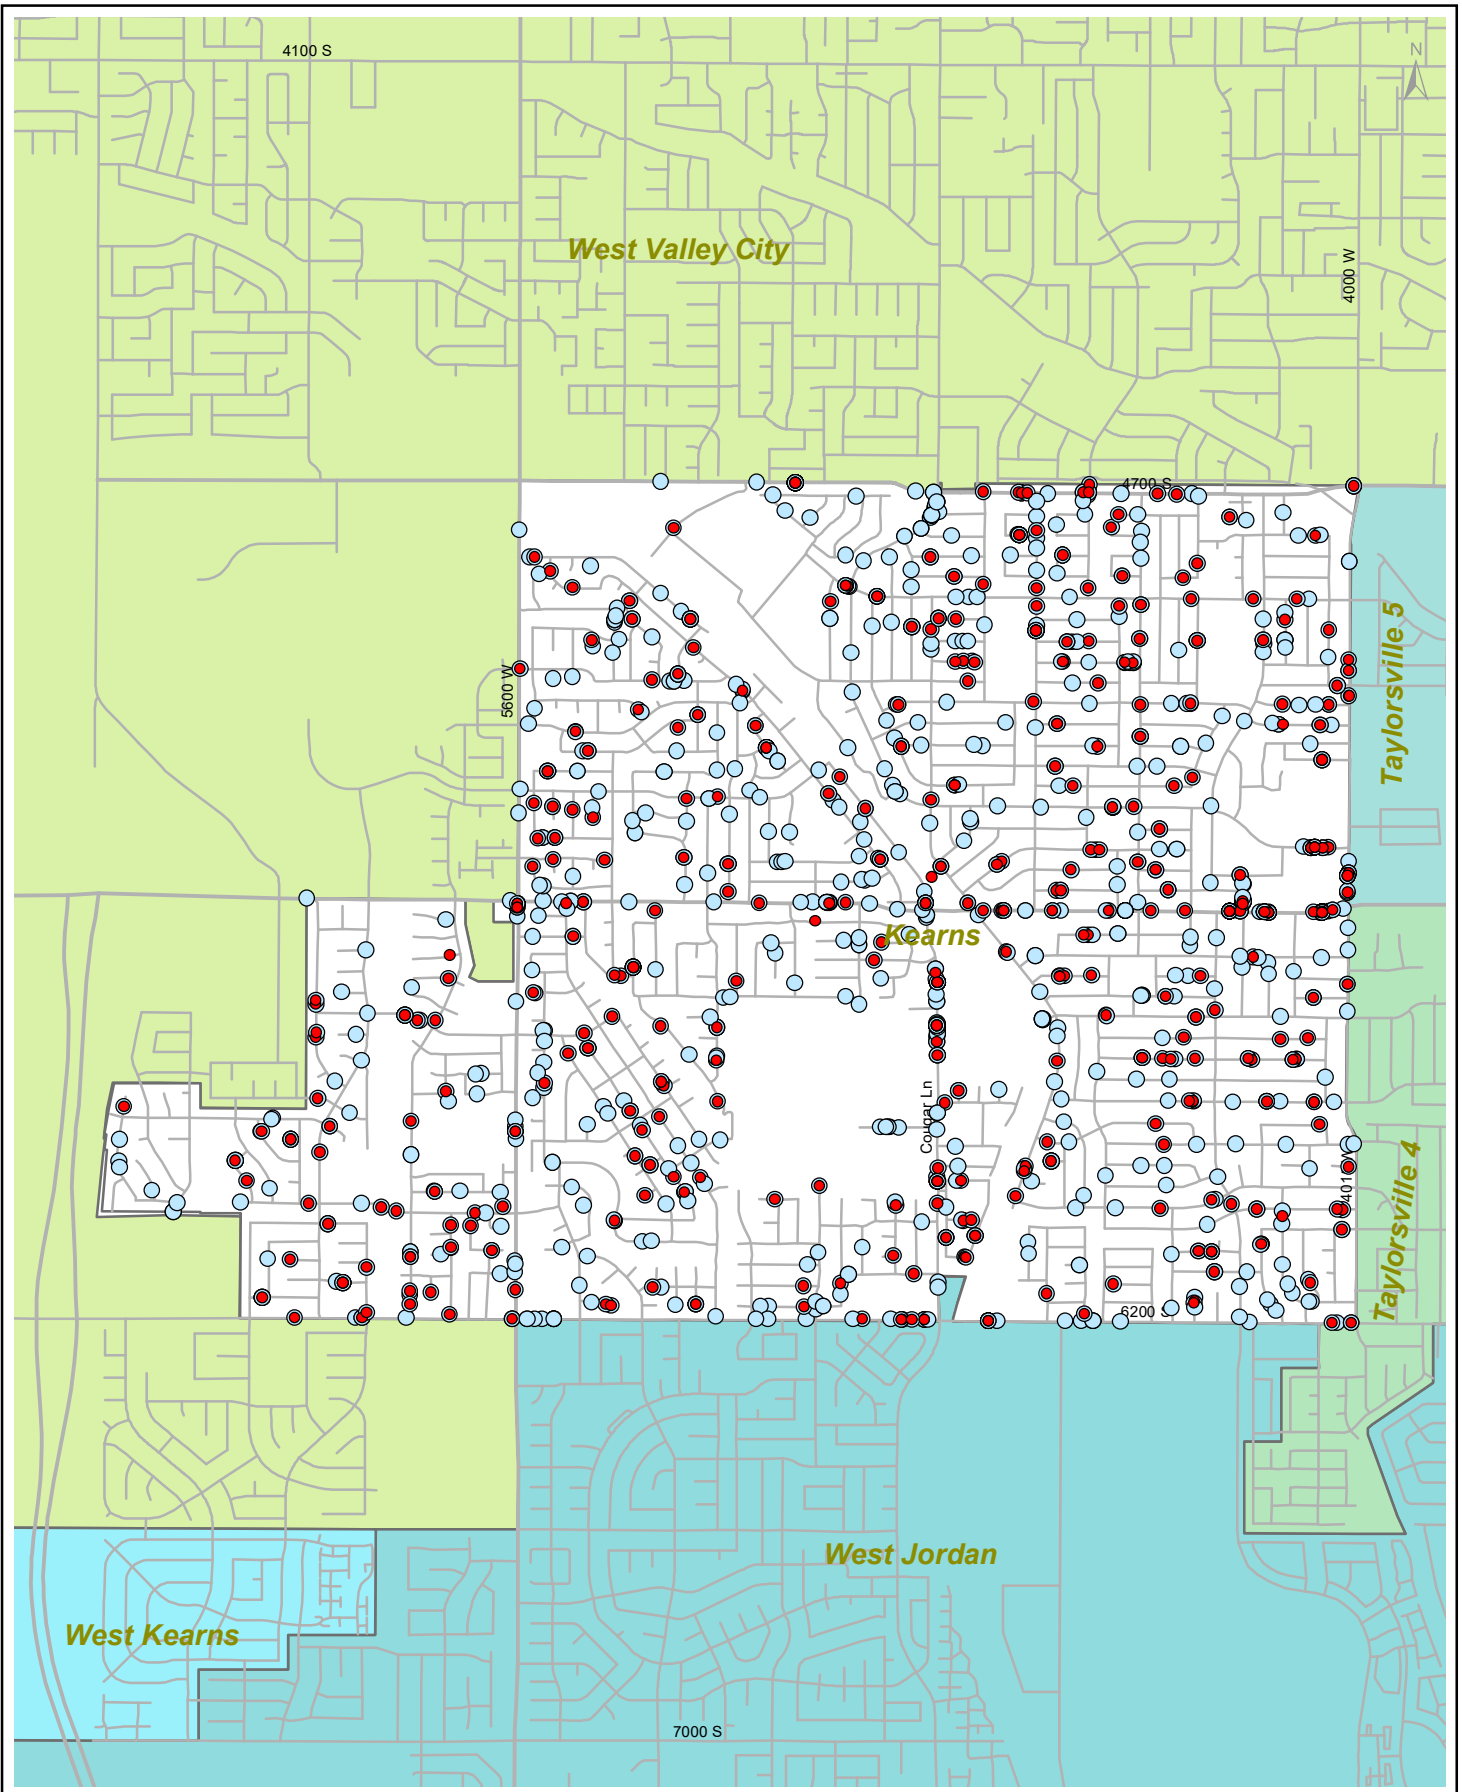 4100 S
N
West Valley City
4000 W
4700 S
Taylorsville 5
5600 W
Kearns
Cougar Ln
4010 W
Taylorsville 4
6200 S
West Jordan
West Kearns
7000 S